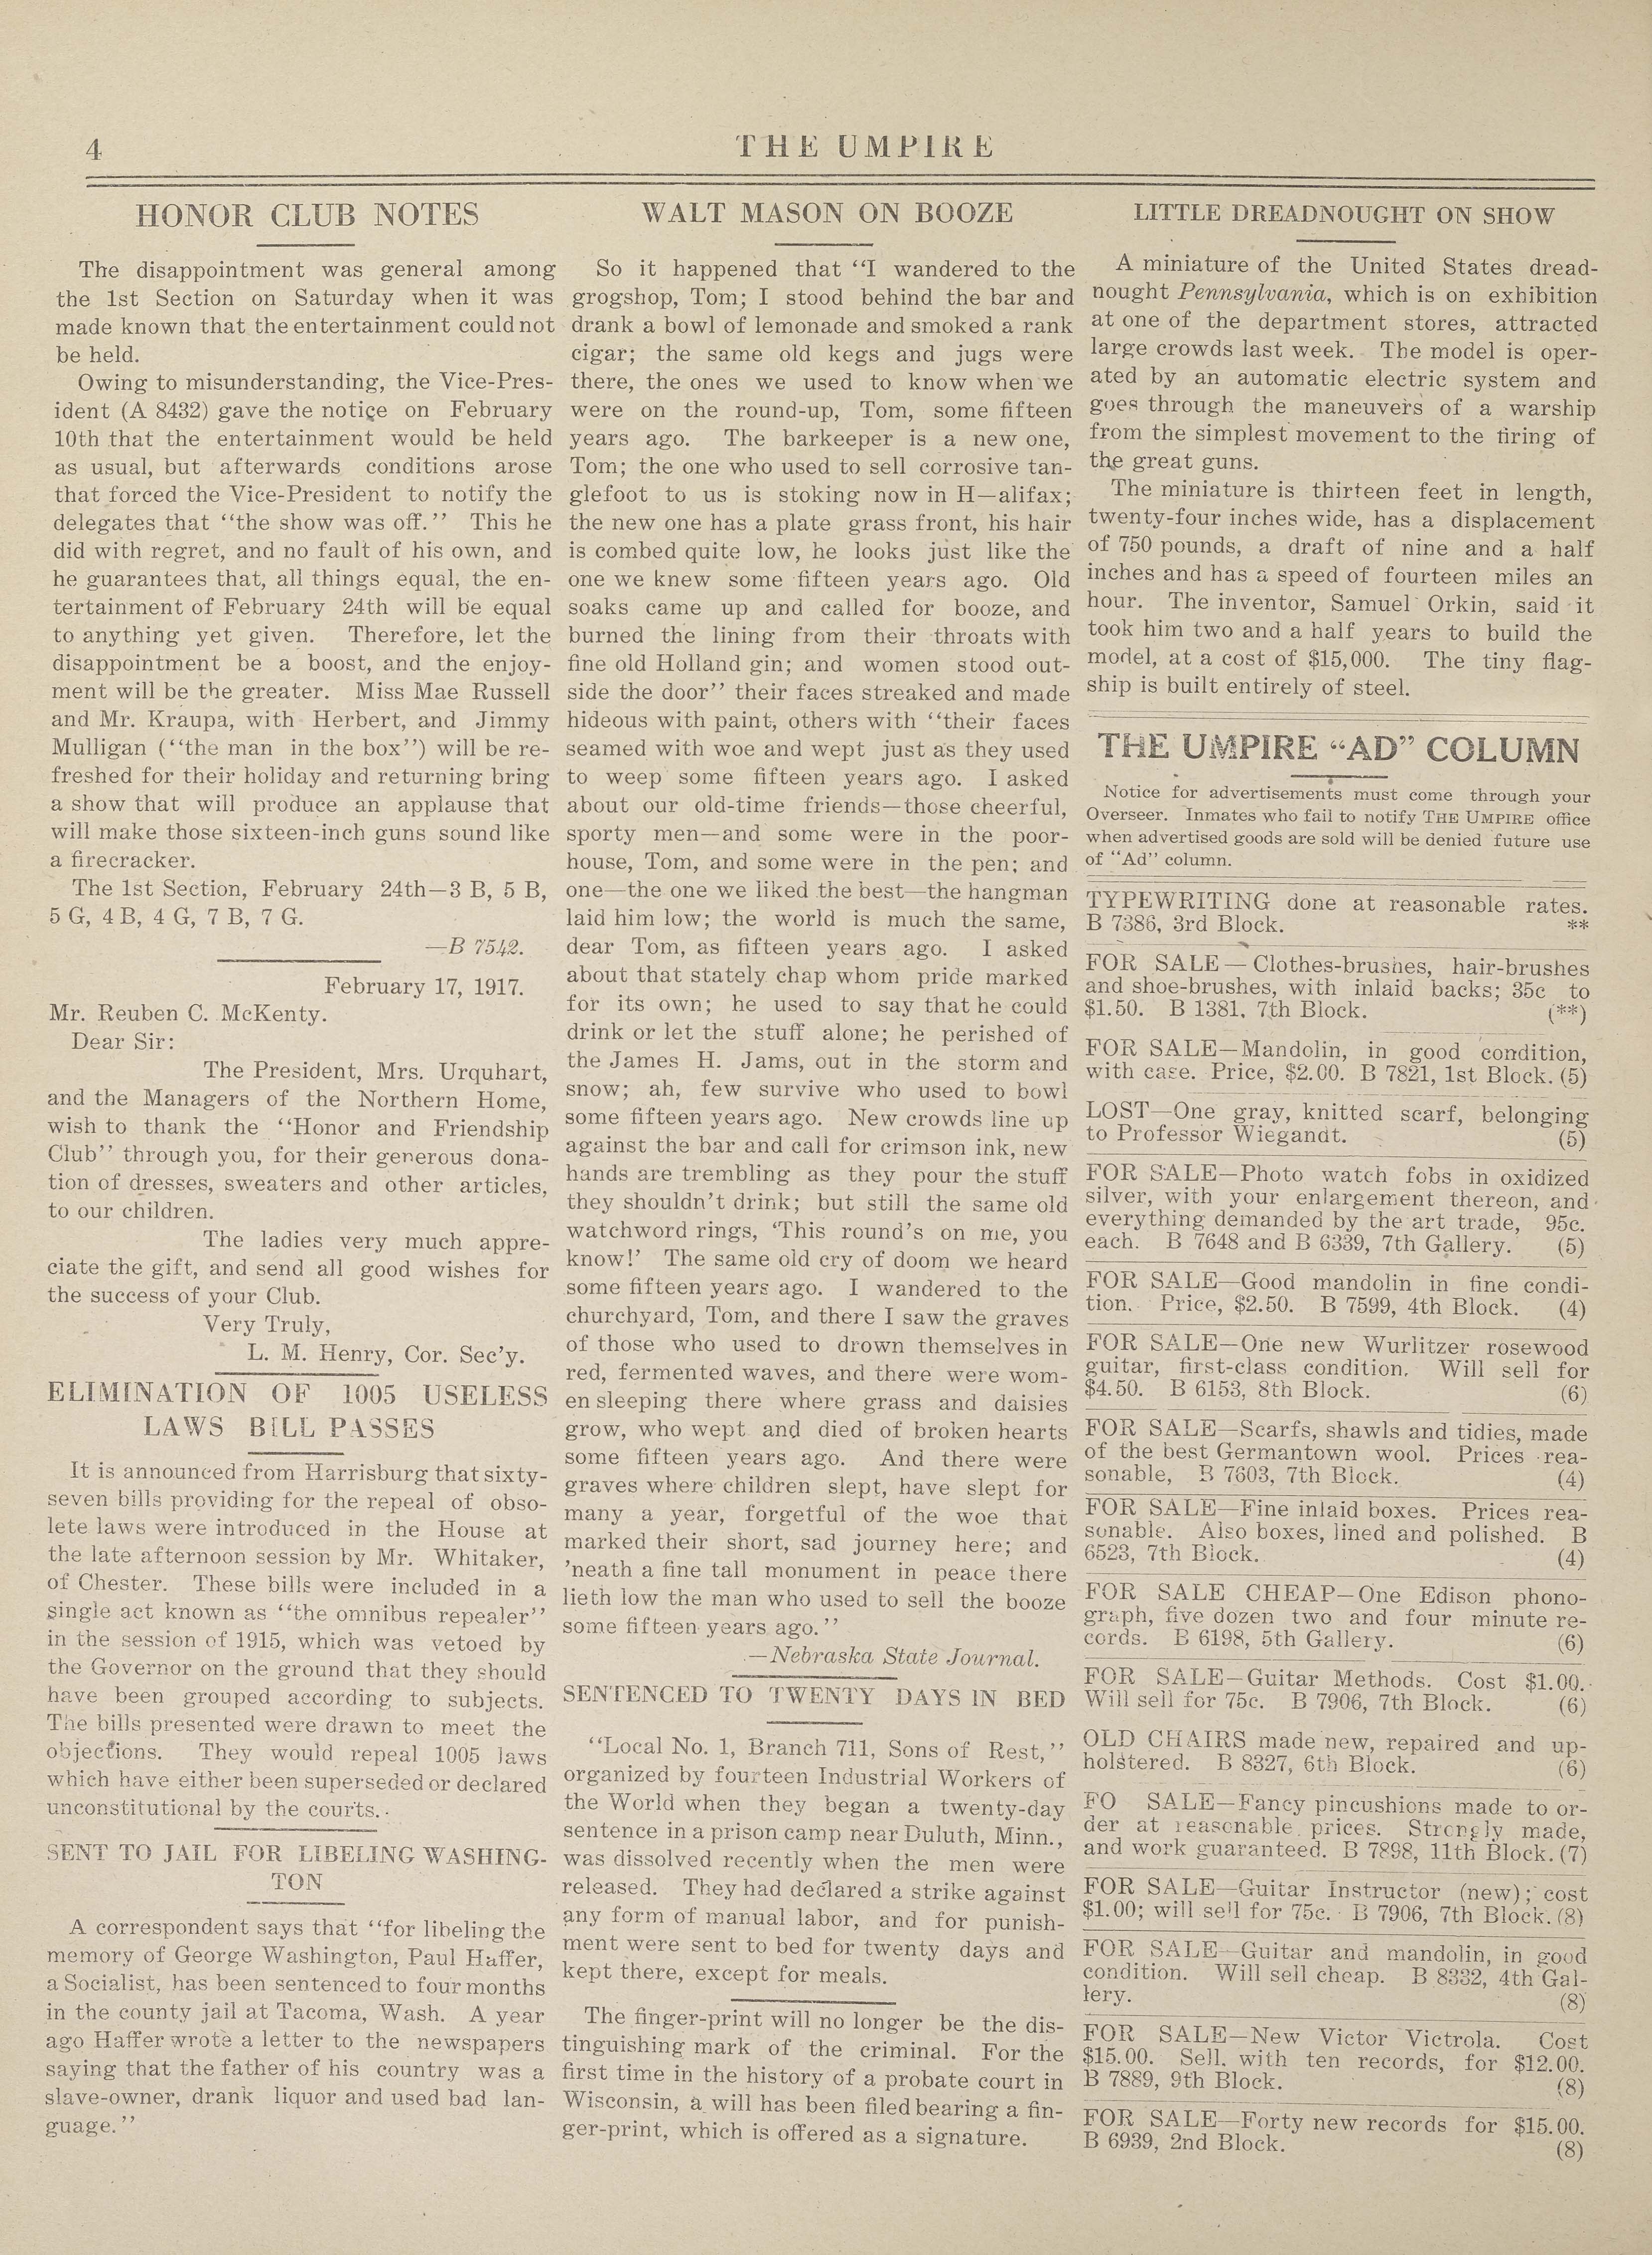 4
THE UMPIRE
HONOR CLUB NOTES
The disappointment was general among
the 1st Section on Saturday when it was
made known that the entertainment could not
be held.
Owing to misunderstanding, the Vice-Pres-
ident (A 8432) gave the notice on February
10th that the entertainment would be held
as usual, but afterwards conditions arose
that forced the Vice-President to notify the
delegates that “the show was off.” This he
did with regret, and no fault of his own, and
he guarantees that, all things equal, the en-
tertainment of February 24th will be equal
to anything yet given. Therefore, let the
disappointment be a boost, and the enjoy-
ment will be the greater. Miss Mae Russell
and Mr. Kraupa, with Herbert, and Jimmy
Mulligan (“the man in the box”) will be re-
freshed for their holiday and returning bring
a show that will produce an applause that
will make those sixteen-inch guns sound like
a firecracker.
The 1st Section, February 24th—3 B, 5 B,
5 G, 4 B, 4 G, 7 B, 7 G.
—B 7542.
February 17, 1917.
Mr. Reuben C. McKenty.
Dear Sir:
The President, Mrs. Urquhart,
and the Managers of the Northern Home,
wish to thank the “Honor and Friendship
Club” through you, for their generous dona-
tion of dresses, sweaters and other articles,
to our children.
The ladies very much appre-
ciate the gift, and send all good wishes for
the success of your Club.
Very Truly,
L. M. Henry, Cor. Sec’y.
ELIMINATION OF 1005 USELESS
LAWS BILL PASSES
It is announced from Harrisburg that sixty-
seven bills providing for the repeal of obso-
lete laws were introduced in the House at
the late afternoon session by Mr. Whitaker,
of Chester. These bills were included in a
single act known as “the omnibus repealer”
in the session of 1915, which was vetoed by
the Governor on the ground that they should
have been grouped according to subjects.
The bills presented were drawn to meet the
objections. They would repeal 1005 laws
which have either been superseded or declared
unconstitutional by the courts.
SENT TO JAIL FOR LIBELING WASHING-
TON
A correspondent says that “for libeling the
memory of George Washington, Paul Haffer,
a Socialist, has been sentenced to four months
in the county jail at Tacoma, Wash. A year
ago Haffer wrote a letter to the newspapers
saying that the father of his country was a
slave-owner, drank liquor and used bad lan-
guage.”
WALT MASON ON BOOZE
So it happened that “I wandered to the
grogshop, Tom; I stood behind the bar and
drank a bowl of lemonade and smoked a rank
cigar; the same old kegs and jugs were
there, the ones we used to know when we
were on the round-up, Tom, some fifteen
years ago. The barkeeper is a new one,
Tom; the one who used to sell corrosive tan-
glefoot to us is stoking now in H—alifax;
the new one has a plate grass front, his hair
is combed quite low, he looks just like the
one we knew some fifteen years ago. Old
soaks came up and called for booze, and
burned the lining from their throats with
fine old Holland gin; and women stood out-
side the door” their faces streaked and made
hideous with paint, others with “their faces
seamed with woe and wept just as they used
to weep some fifteen years ago. I asked
about our old-time friends—those cheerful,
sporty men—and some were in the poor-
house, Tom, and some were in the pen; and
one—the one we liked the best—the hangman
laid him low; the world is much the same,
dear Tom, as fifteen years ago. I asked
about that stately chap whom pride marked
for its own; he used to say that he could
drink or let the stuff alone; he perished of
the James H. Jams, out in the storm and
snow; ah, few survive who used to bowl
some fifteen years ago. New crowds line up
against the bar and call for crimson ink, new
hands are trembling as they pour the stuff
they shouldn’t drink; but still the same old
watchword rings, ‘This round’s on me, you
know!’ The same old cry of doom we heard
some fifteen years ago. I wandered to the
churchyard, Tom, and there I saw the graves
of those who used to drown themselves in
red, fermented waves, and there were wom-
en sleeping there where grass and daisies
grow, who wept and died of broken hearts
some fifteen years ago. And there were
graves where children slept, have slept for
many a year, forgetful of the woe that
marked their short, sad journey here; and
’neath a fine tall monument in peace there
lieth low the man who used to sell the booze
some fifteen years ago.”
—Nebraska State Journal.
SENTENCED TO TWENTY DAYS IN BED
“Local No. 1, Branch 711, Sons of Rest,”
organized by fourteen Industrial Workers of
the World when they began a twenty-day
sentence in a prison camp near Duluth, Minn.,
was dissolved recently when the men were
released. They had declared a strike against
any form of manual labor, and for punish-
ment were sent to bed for twenty days and
kept there, except for meals.
The finger-print will no longer be the dis-
tinguishing mark of the criminal. For the
first time in the history of a probate court in
Wisconsin, a will has been filed bearing a fin-
ger-print, which is offered as a signature.
LITTLE DREADNOUGHT ON SHOW
A miniature of the United States dread-
nought Pennsylvania, which is on exhibition
at one of the department stores, attracted
large crowds last week. The model is oper-
ated by an automatic electric system and
goes through the maneuvers of a warship
from the simplest movement to the firing of
the great guns.
The miniature is thirteen feet in length,
twenty-four inches wide, has a displacement
of 750 pounds, a draft of nine and a half
inches and has a speed of fourteen miles an
hour. The inventor, Samuel Orkin, said it
took him two and a half years to build the
model, at a cost of $15,000. The tiny flag-
ship is built entirely of steel.
THE UMPIRE “AD” COLUMN
Notice for advertisements must come through your
Overseer. Inmates who fail to notify THE UMPIRE office
when advertised goods are sold will be denied future use
of “Ad” column.
TYPEWRITING done at reasonable rates.
B 7386, 3rd Block. **
FOR SALE—Clothes-brushes, hair-brushes
and shoe-brushes, with inlaid backs; 35c to
$1.50. B 1381, 7th Block. (**)
FOR SALE—Mandolin, in good condition,
with case. Price, $2.00. B 7821, 1st Block. (5)
LOST—One gray, knitted scarf, belonging
to Professor Wiegandt. (5)
FOR SALE—Photo watch fobs in oxidized
silver, with your enlargement thereon, and
everything demanded by the art trade, 95c.
each. B 7648 and B 6339, 7th Gallery. (5)
FOR SALE—Good mandolin in fine condi-
tion. Price, $2.50. B 7599, 4th Block. (4)
FOR SALE—One new Wurlitzer rosewood
guitar, first-class condition. Will sell for
$4.50. B 6153, 8th Block. (6)
FOR SALE—Scarfs, shawls and tidies, made
of the best Germantown wool. Prices rea-
sonable, B 7603, 7th Block. (4)
FOR SALE—Fine inlaid boxes. Prices rea-
sonable. Also boxes, lined and polished. B
6523, 7th Block. (4)
FOR SALE CHEAP—One Edison phono-
graph, five dozen two and four minute re-
cords. B 6198, 5th Gallery. (6)
FOR SALE—Guitar Methods. Cost $1.00.
Will sell for 75c. B 7906, 7th Block. (6)
OLD CHAIRS made new, repaired and up-
holstered. B 8327, 6th Block. (6)
FO SALE—Fancy pincushions made to or-
der at reasonable prices. Strongly made,
and work guaranteed. B 7898, 11th Block. (7)
FOR SALE—Guitar Instructor (new); cost
$1.00; will sell for 75c. B 7906, 7th Block. (8)
FOR SALE—Guitar and mandolin, in good
condition. Will sell cheap. B 8332, 4th Gal-
lery. (8)
FOR SALE—New Victor Victrola. Cost
$15.00. Sell. with ten records, for $12.00.
B 7889, 9th Block. (8)
FOR SALE—Forty new records for $15.00.
B 6939, 2nd Block. (8)